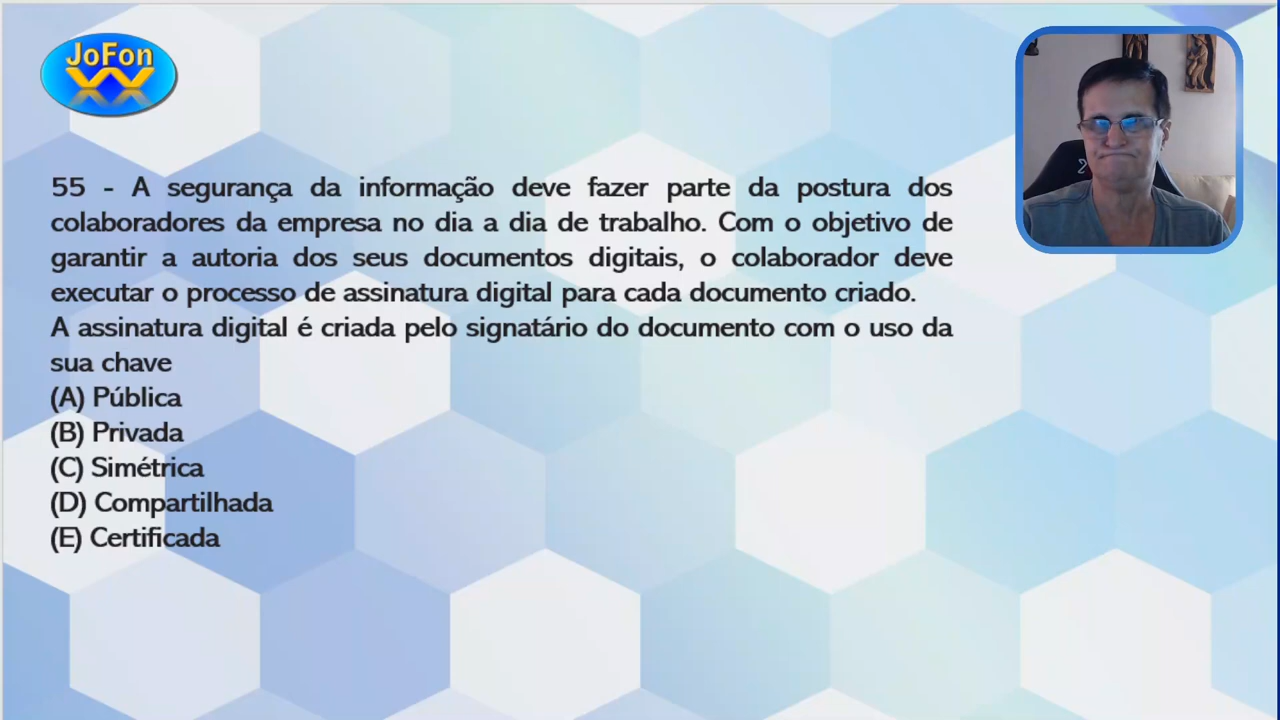 JoFon
55 - A segurança da informação deve fazer parte da postura dos
colaboradores da empresa no dia a dia de trabalho. Com o objetivo de
garantir a autoria dos seus documentos digitais, o colaborador deve
executar o processo de assinatura digital para cada documento criado.
A assinatura digital é criada pelo signatário do documento com o uso da
sua chave
(A) Pública
(B) Privada
(C) Simétrica
(D) Compartilhada
(E) Certificada